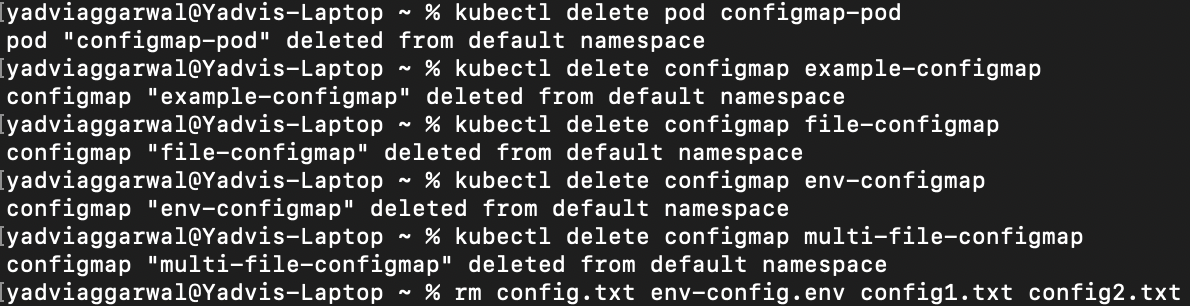 [yadviaggarwal@Yadvis-Laptop ~ % kubectl delete pod configmap-pod
pod "configmap-pod" deleted from default namespace
[yadviaggarwal@Yadvis-Laptop ~ % kubectl delete configmap example-configmap
configmap "example-configmap" deleted from default namespace
[yadviaggarwal@Yadvis-Laptop ~ % kubectl delete configmap file-configmap
configmap "file-configmap" deleted from default namespace
[yadviaggarwal@Yadvis-Laptop ~ % kubectl delete configmap env-configmap
configmap "env-configmap" deleted from default namespace
[yadviaggarwal@Yadvis-Laptop ~ % kubectl delete configmap multi-file-configmap
configmap "multi-file-configmap" deleted from default namespace
[yadviaggarwal@Yadvis-Laptop ~ % rm config.txt env-config.env config1.txt config2.txt